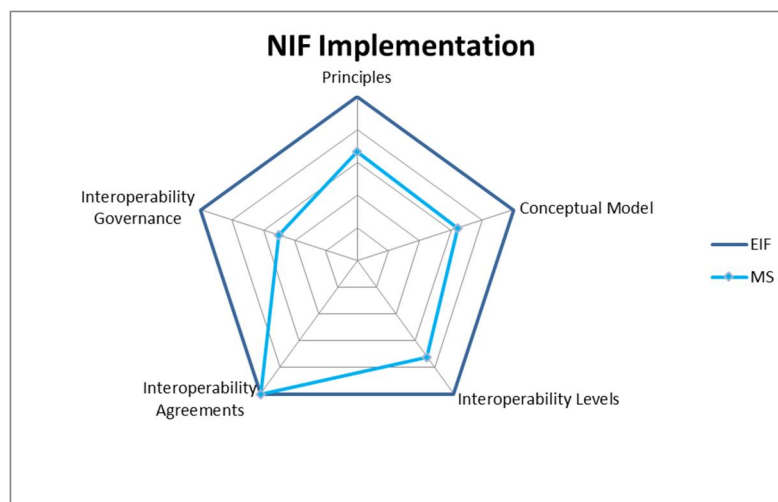 NIF Implementation
Principles
Interoperability
Governance
Conceptual Model
EIF
MS
Interoperability
Agreements
Interoperability Levels